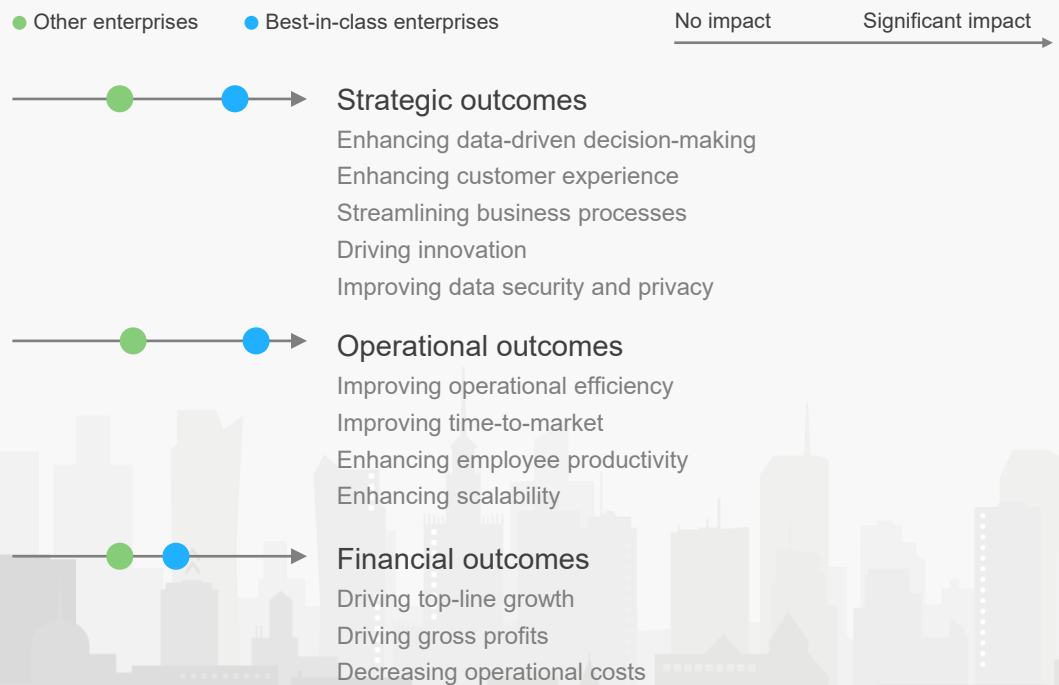 Other enterprises
Best-in-class enterprises
No impact
Significant impact
Strategic outcomes
Enhancing data-driven decision-making
Enhancing customer experience
Streamlining business processes
Driving innovation
Improving data security and privacy
Operational outcomes
Improving operational efficiency
Improving time-to-market
Enhancing employee productivity
Enhancing scalability
Financial outcomes
Driving top-line growth
Driving gross profits
Decreasing operational costs